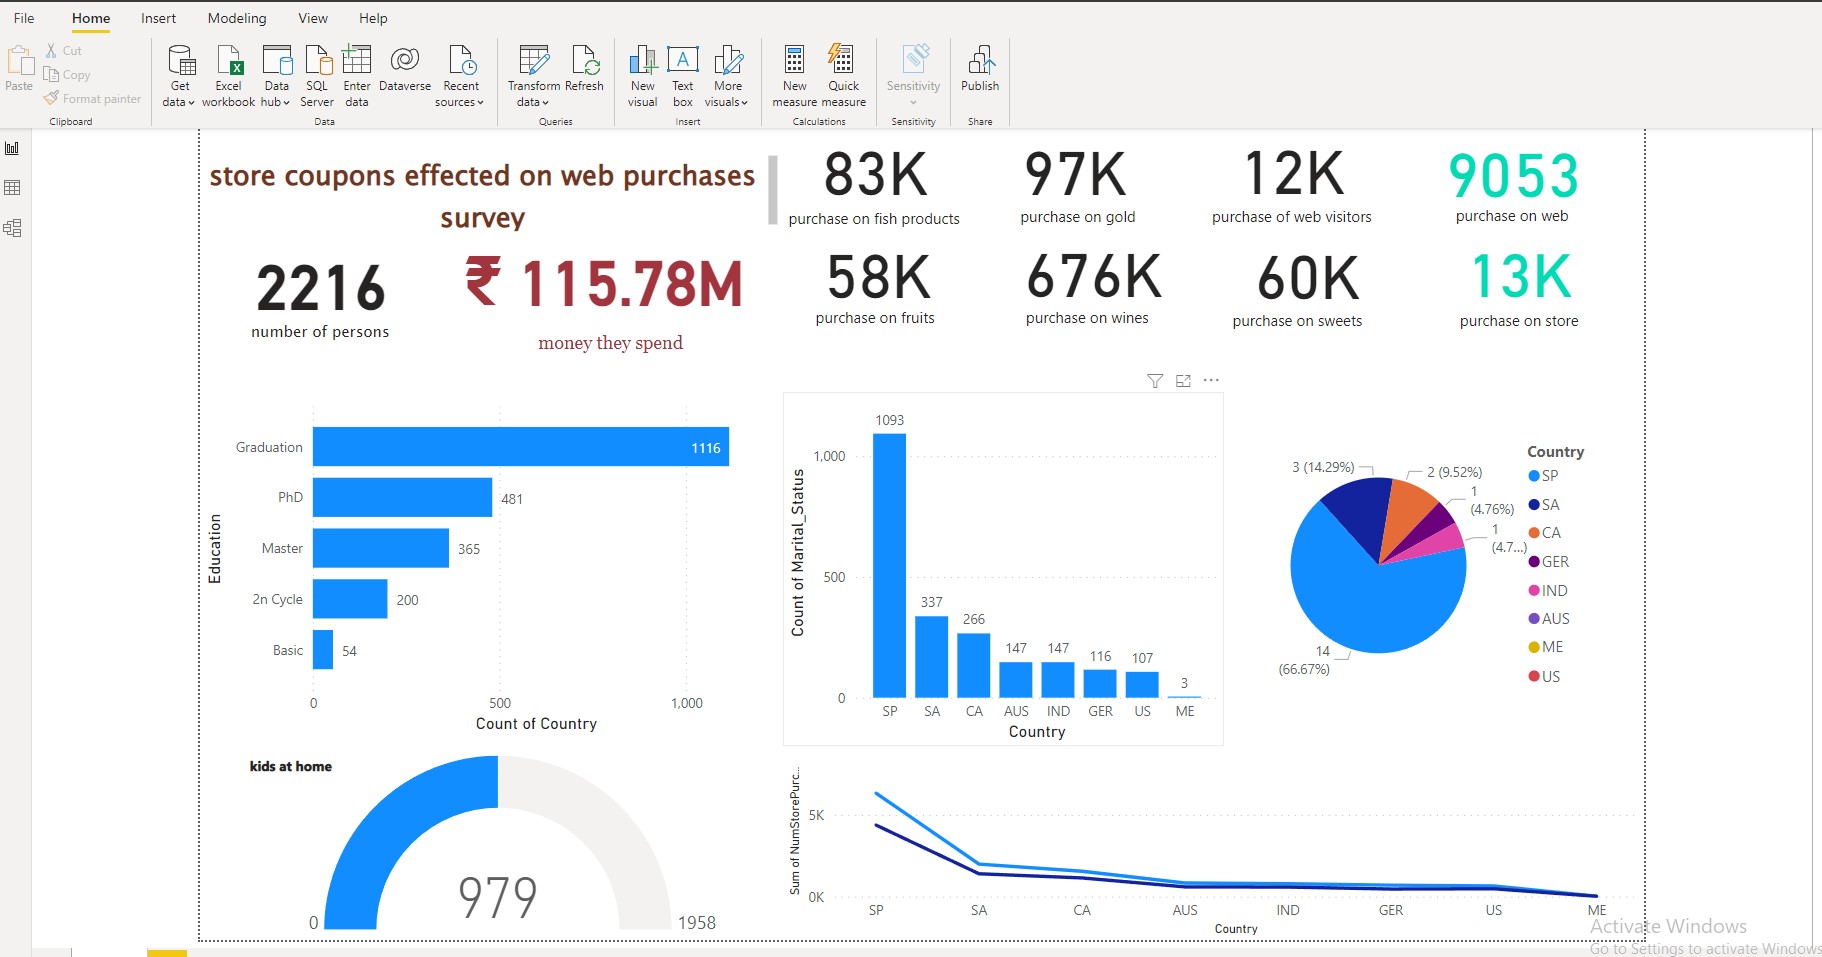 File Home Insert Modeling View Help
Paste
Cut
Copy
Format painter
Clipboard
Get data
Excel workbook
Data hub
SQL Server
Enter data
Dataverse
Recent sources
Data
Transform data
Refresh
Queries
New visual
Text box
More visuals
Insert
New measure
Quick measure
Calculations
Sensitivity
Sensitivity
Publish
Share
store coupons effected on web purchases
survey
2216
number of persons
₹ 115.78M
money they spend
83K
purchase on fish products
97K
purchase on gold
12K
purchase of web visitors
9053
purchase on web
58K
purchase on fruits
676K
purchase on wines
60K
purchase on sweets
13K
purchase on store
Education
Graduation 1116
PhD 481
Master 365
2n Cycle 200
Basic 54
0 500 1,000
Count of Country
Count of Marital_Status
1,000
500
0
1093
337
266
147
147
116
107
3
SP SA CA AUS IND GER US ME
Country
3 (14.29%)
2 (9.52%)
1
(4.76%)
1
(4.7...)
14
(66.67%)
Country
SP
SA
CA
GER
IND
AUS
ME
US
kids at home
979
0
1958
Sum of NumStorePurc...
5K
0K
SP SA CA AUS IND GER US ME
Country
Activate Windows
Go to Settings to activate Windows